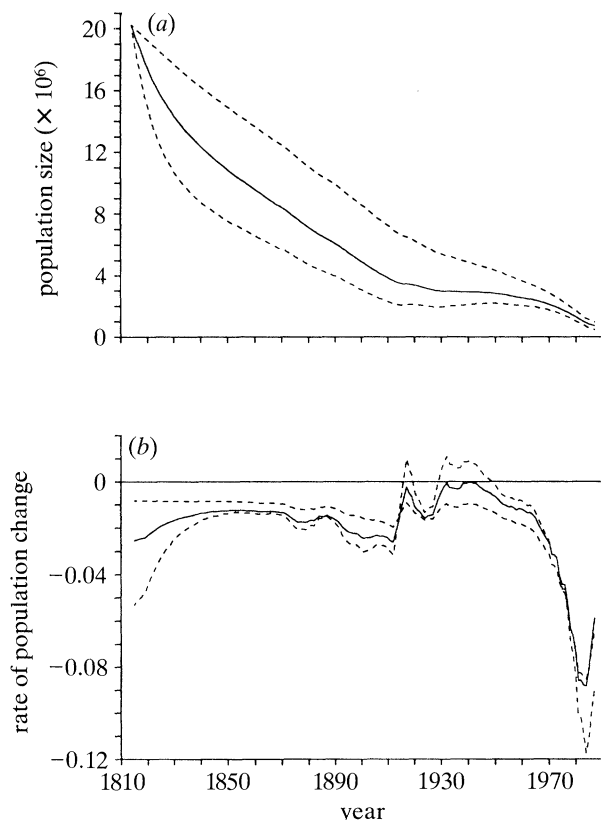 (a)
20
16
12
8
4
0
population size (× 10⁶)
(b)
0
−0.04
−0.08
−0.12
rate of population change
1810 1850 1890 1930 1970
year